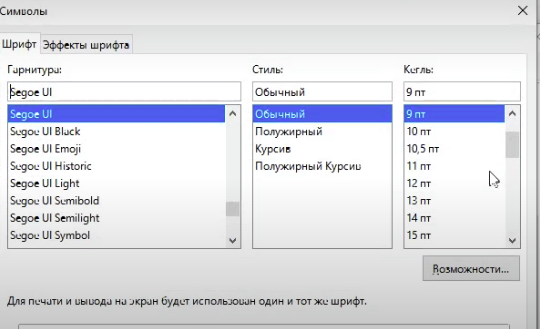 Символы
Шрифт Эффекты шрифта
Гарнитура: Стиль: Кегль:
Segoe UI Обычный 9 пт
Segoe UI Обычный 9 пт
Segoe UI Black Полужирный 10 пт
Segoe UI Emoji Курсив 10,5 пт
Segoe UI Historic Полужирный Курсив 11 пт
Segoe UI Light 12 пт
Segoe UI Semibold 13 пт
Segoe UI Semilight 14 пт
Segoe UI Symbol 15 пт
Возможности...
Для печати и вывода на экран будет использован один и тот же шрифт.